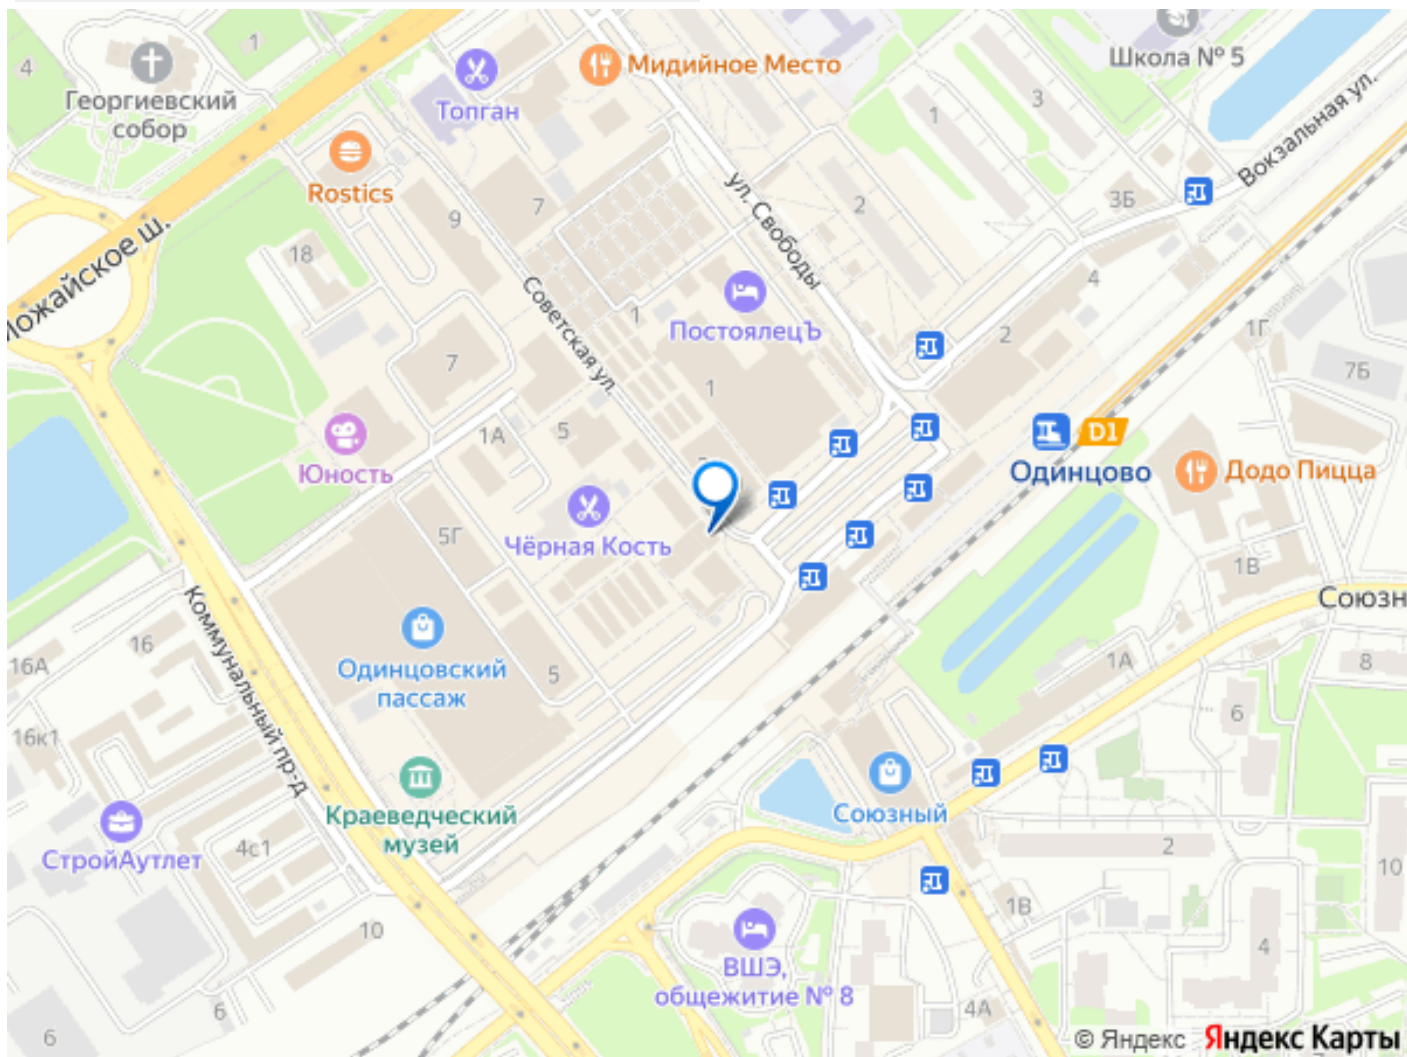 4
1
Георгиевский
собор
Топган
Мидийное Место
Школа № 5
3
1
Вокзальная ул.
Rostics
7
9
ул. Свободы
2
3Б
18
Можайское ш.
Советская ул.
ПостоялецЪ
1
4
2
1Г
7Б
7
1
1А
5
Юность
D1
Одинцово
Додо Пицца
5Г
Чёрная Кость
1В
Союзн
Коммунальный пр-д
16
16А
Одинцовский
пассаж
5
1А
8
6
16к1
Краеведческий
музей
Союзный
СтройАутлет
4с1
2
10
1В
10
4
ВШЭ,
общежитие № 8
6
6
4А
© Яндекс Яндекс Карты